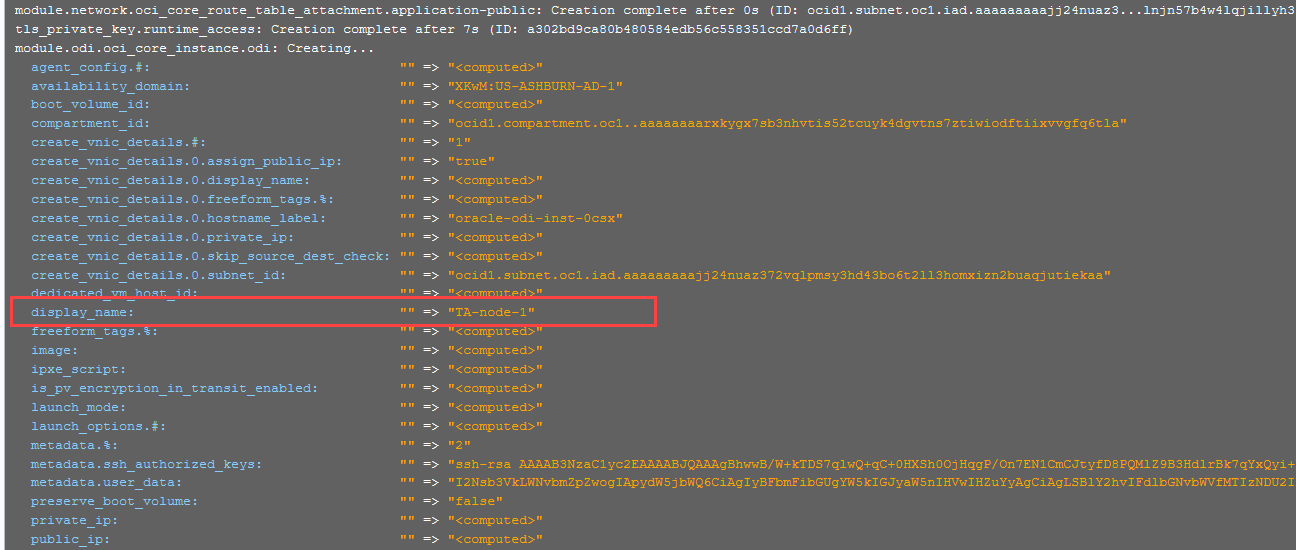 module.network.oci_core_route_table_attachment.application-public: Creation complete after 0s (ID: ocid1.subnet.oc1.iad.aaaaaaaaajj24nuaz3...lnjn57b4w4lqjillyh3
tls_private_key.runtime_access: Creation complete after 7s (ID: a302bd9ca80b480584edb56c558351ccd7a0d6ff)
module.odi.oci_core_instance.odi: Creating...
agent_config.#: "" => "<computed>"
availability_domain: "" => "XKwM:US-ASHBURN-AD-1"
boot_volume_id: "" => "<computed>"
compartment_id: "" => "ocid1.compartment.oc1..aaaaaaaarxkygx7sb3nhvtis52tcuyk4dgvtns7ztiwiodftiixvvgfq6tla"
create_vnic_details.#: "" => "1"
create_vnic_details.0.assign_public_ip: "" => "true"
create_vnic_details.0.display_name: "" => "<computed>"
create_vnic_details.0.freeform_tags.%: "" => "<computed>"
create_vnic_details.0.hostname_label: "" => "oracle-odi-inst-0csx"
create_vnic_details.0.private_ip: "" => "<computed>"
create_vnic_details.0.skip_source_dest_check: "" => "<computed>"
create_vnic_details.0.subnet_id: "" => "ocid1.subnet.oc1.iad.aaaaaaaaajj24nuaz372vqlpmsy3hd43bo6t2ll3homxizn2buaqjutiekaa"
dedicated_vm_host_id: "" => "<computed>"
display_name: "" => "TA-node-1"
freeform_tags.%: "" => "<computed>"
image: "" => "<computed>"
ipxe_script: "" => "<computed>"
is_pv_encryption_in_transit_enabled: "" => "<computed>"
launch_mode: "" => "<computed>"
launch_options.#: "" => "<computed>"
metadata.%: "" => "2"
metadata.ssh_authorized_keys: "" => "ssh-rsa AAAAB3NzaC1yc2EAAAABJQAAAgBhwwB/W+kTDS7qlwQ+qC+0HXSh0OjHqgP/On7EN1CmCJtyfD8PQMlZ9B3HdlrBk7qYxQyi+
metadata.user_data: "" => "I2Nsb3VkLWNvbmZpZwogIApydW5jbWQ6CiAgIyBFbmFibGUgYW5kIGJyaW5nIHVwIHZuYyAgCiAgLSBlY2hvIFdlbGNvbWVfMTIzNDU2I
preserve_boot_volume: "" => "false"
private_ip: "" => "<computed>"
public_ip: "" => "<computed>"